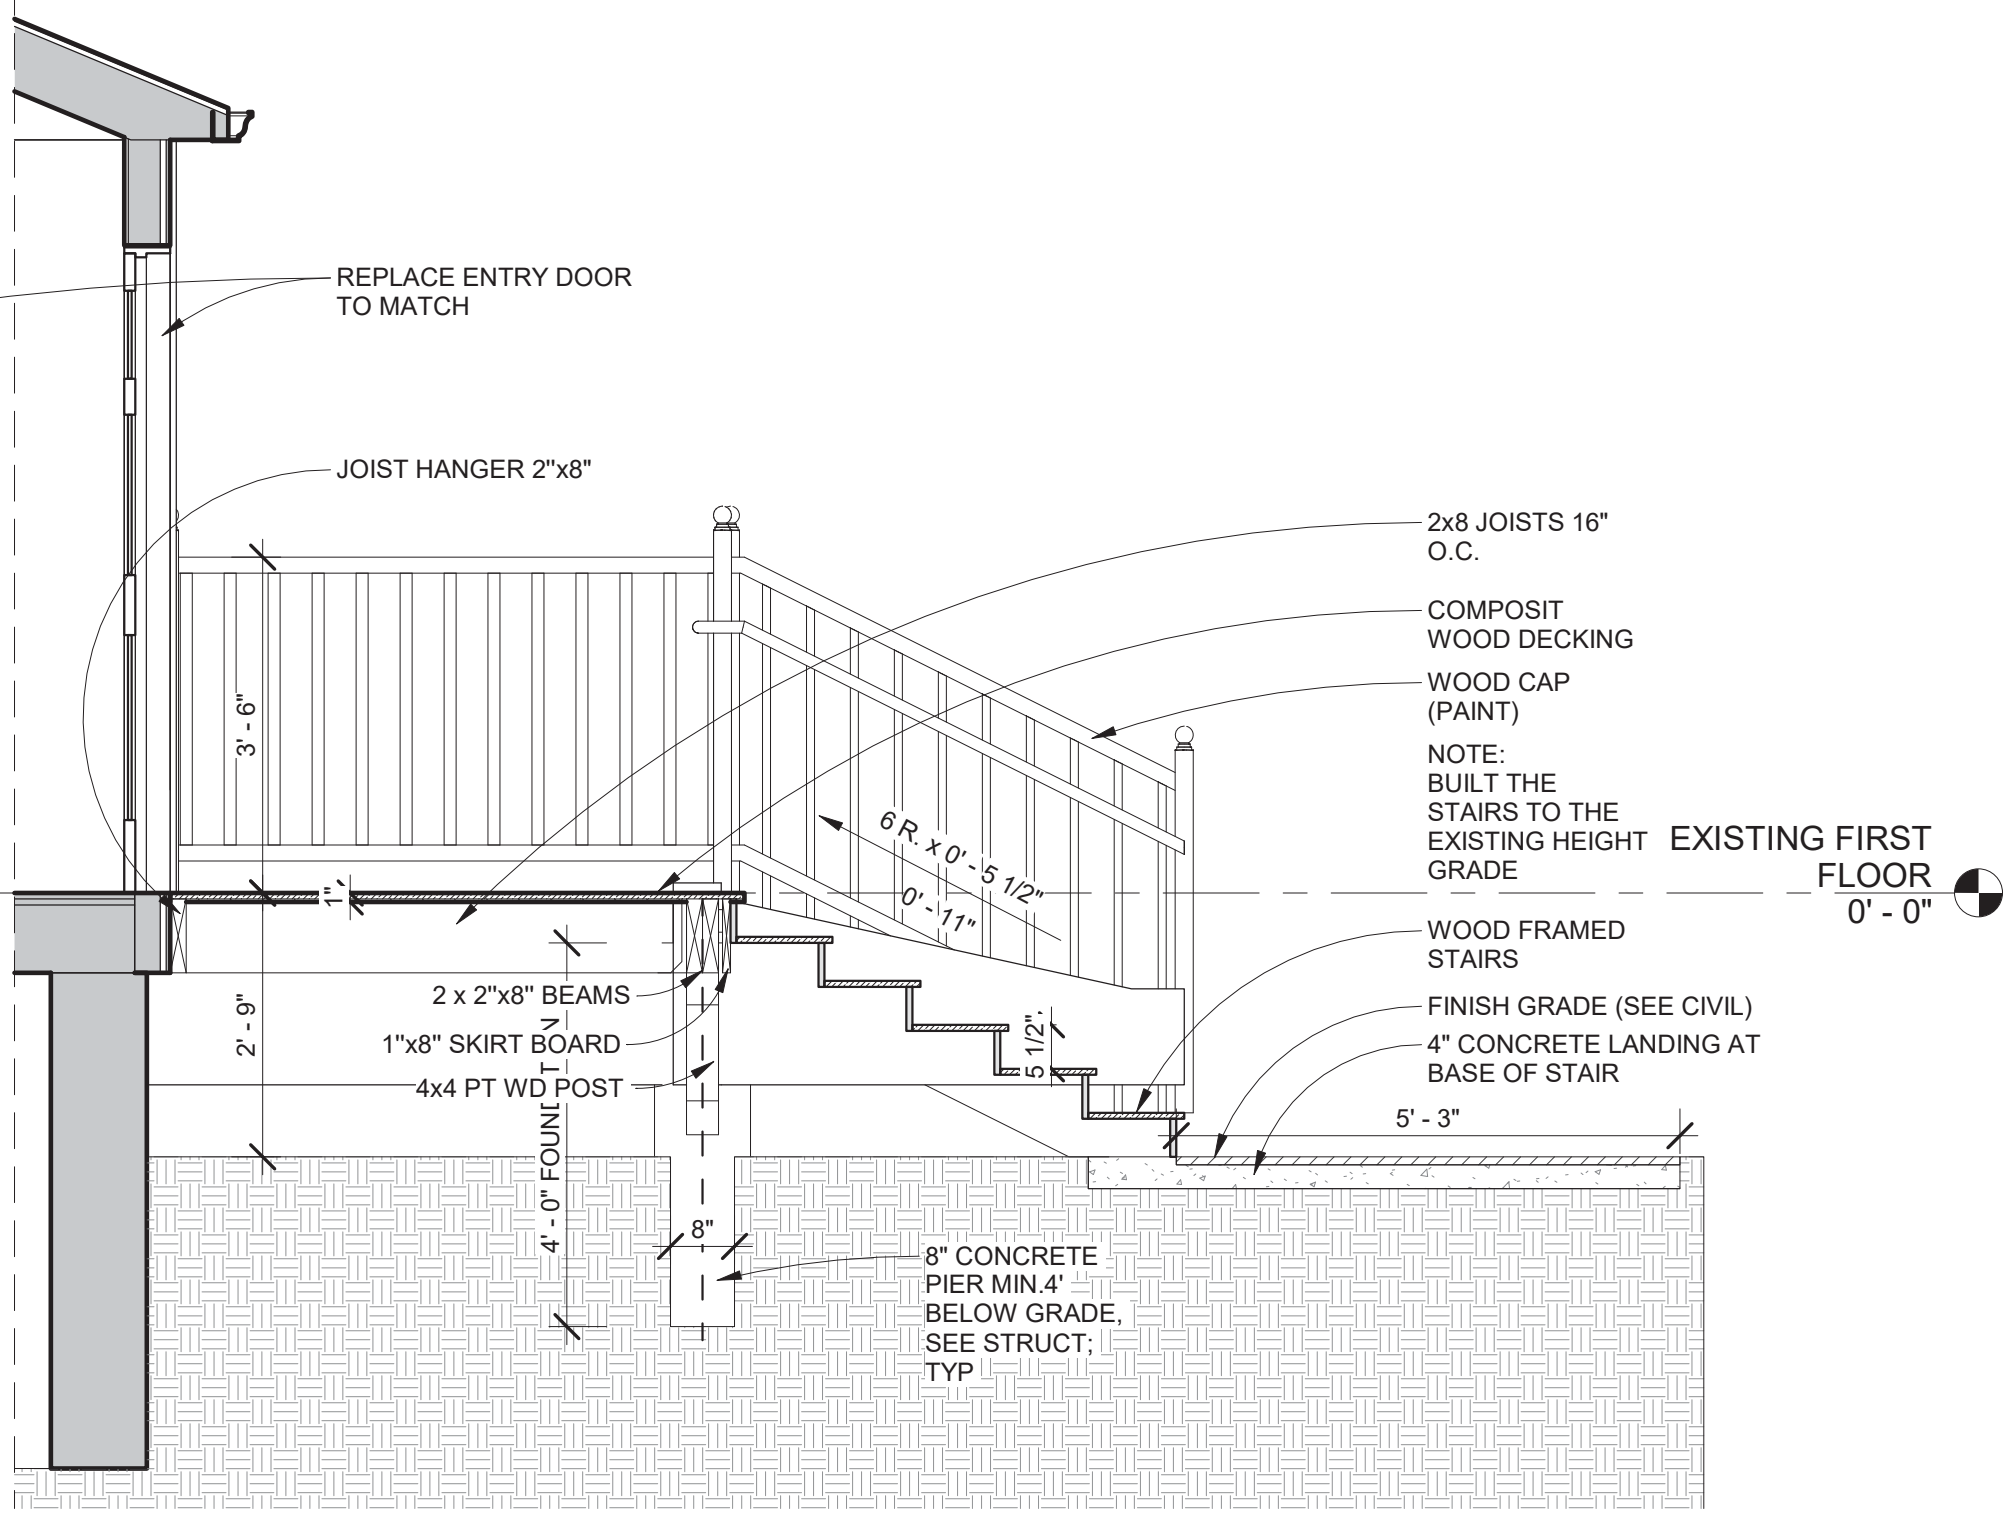 REPLACE ENTRY DOOR
TO MATCH
JOIST HANGER 2"x8"
2x8 JOISTS 16"
O.C.
COMPOSIT
WOOD DECKING
WOOD CAP
(PAINT)
NOTE:
BUILT THE
STAIRS TO THE
EXISTING HEIGHT
GRADE
EXISTING FIRST
FLOOR
0' - 0"
3' - 6"
1"
6 R. x 0' - 5 1/2"
0' - 11"
WOOD FRAMED
STAIRS
FINISH GRADE (SEE CIVIL)
4" CONCRETE LANDING AT
BASE OF STAIR
2 x 2"x8" BEAMS
1"x8" SKIRT BOARD
4x4 PT WD POST
2' - 9"
5 1/2"
5' - 3"
4' - 0"
8"
8" CONCRETE
PIER MIN.4'
BELOW GRADE,
SEE STRUCT;
TYP